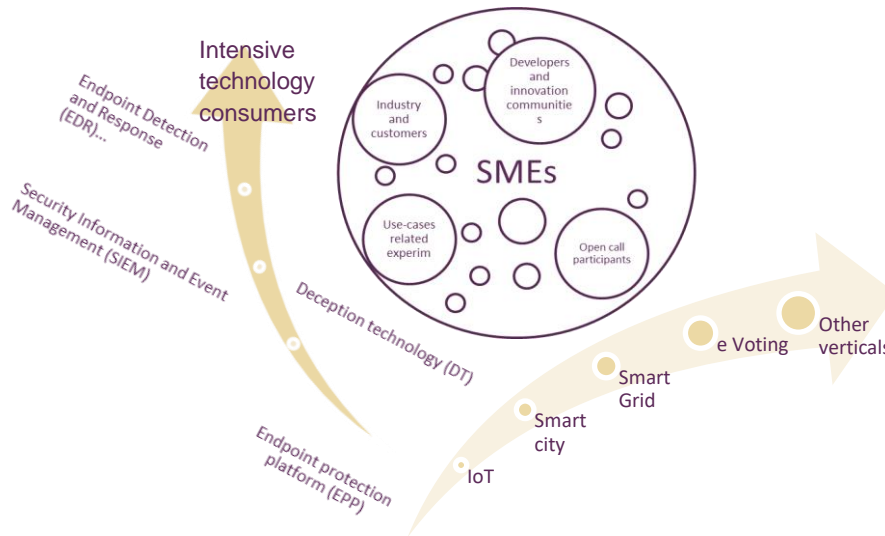 Intensive
technology
consumers
Endpoint Detection
and Response
(EDR)...
Security Information and Event
Management (SIEM)
Deception technology (DT)
Endpoint protection
platform (EPP)
Developers
and
innovation
communitie
s
Industry
and
customers
SMEs
Use-cases
related
experim
Open call
participants
IoT
Smart
city
Smart
Grid
e Voting
Other
verticals